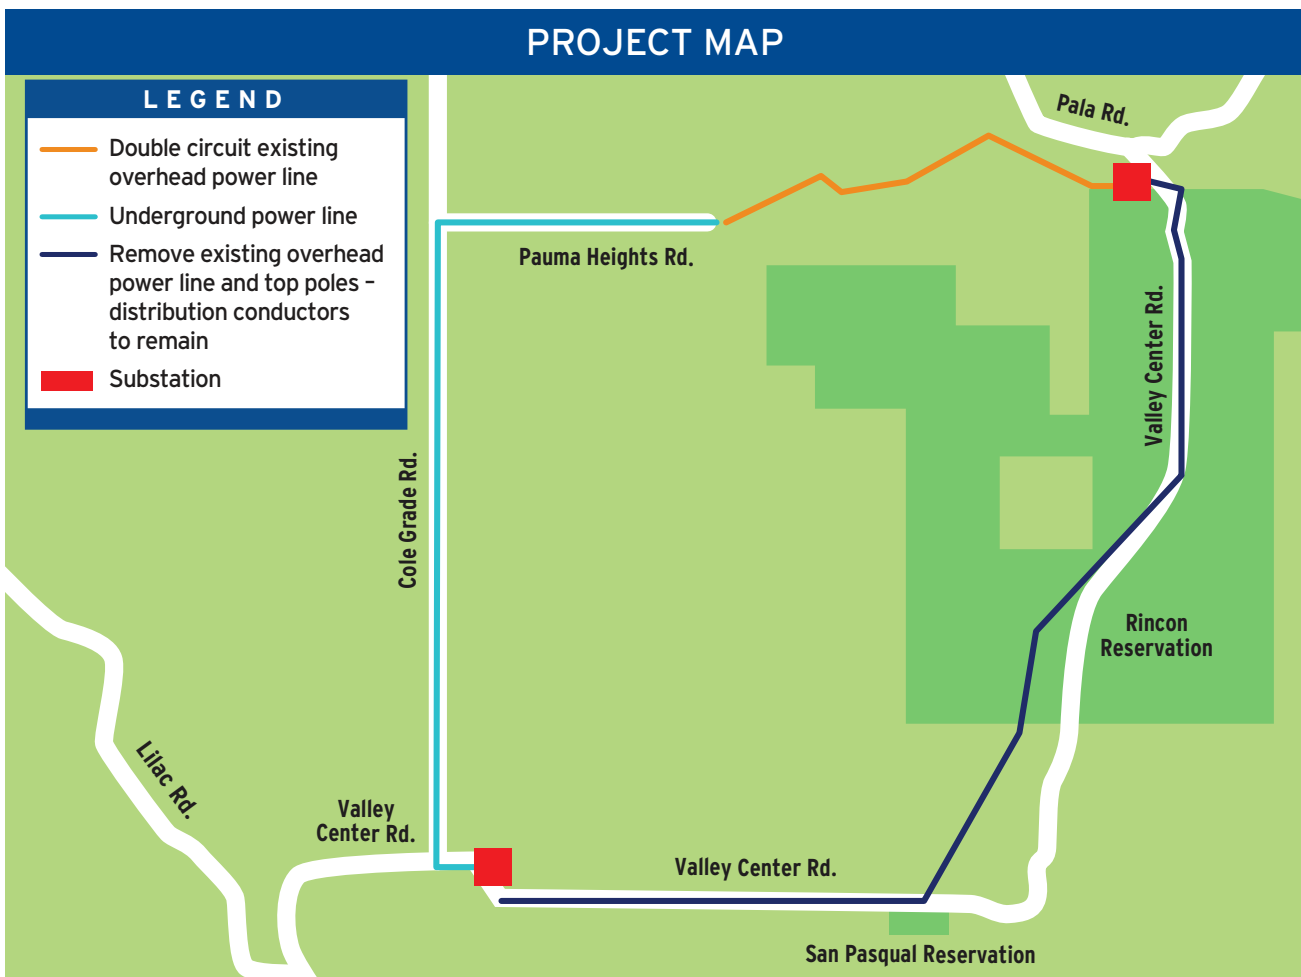 PROJECT MAP
LEGEND
Double circuit existing
overhead power line
Underground power line
Remove existing overhead
power line and top poles –
distribution conductors
to remain
Substation
Pala Rd.
Pauma Heights Rd.
Valley Center Rd.
Cole Grade Rd.
Rincon
Reservation
Lilac Rd.
Valley
Center Rd.
Valley Center Rd.
San Pasqual Reservation